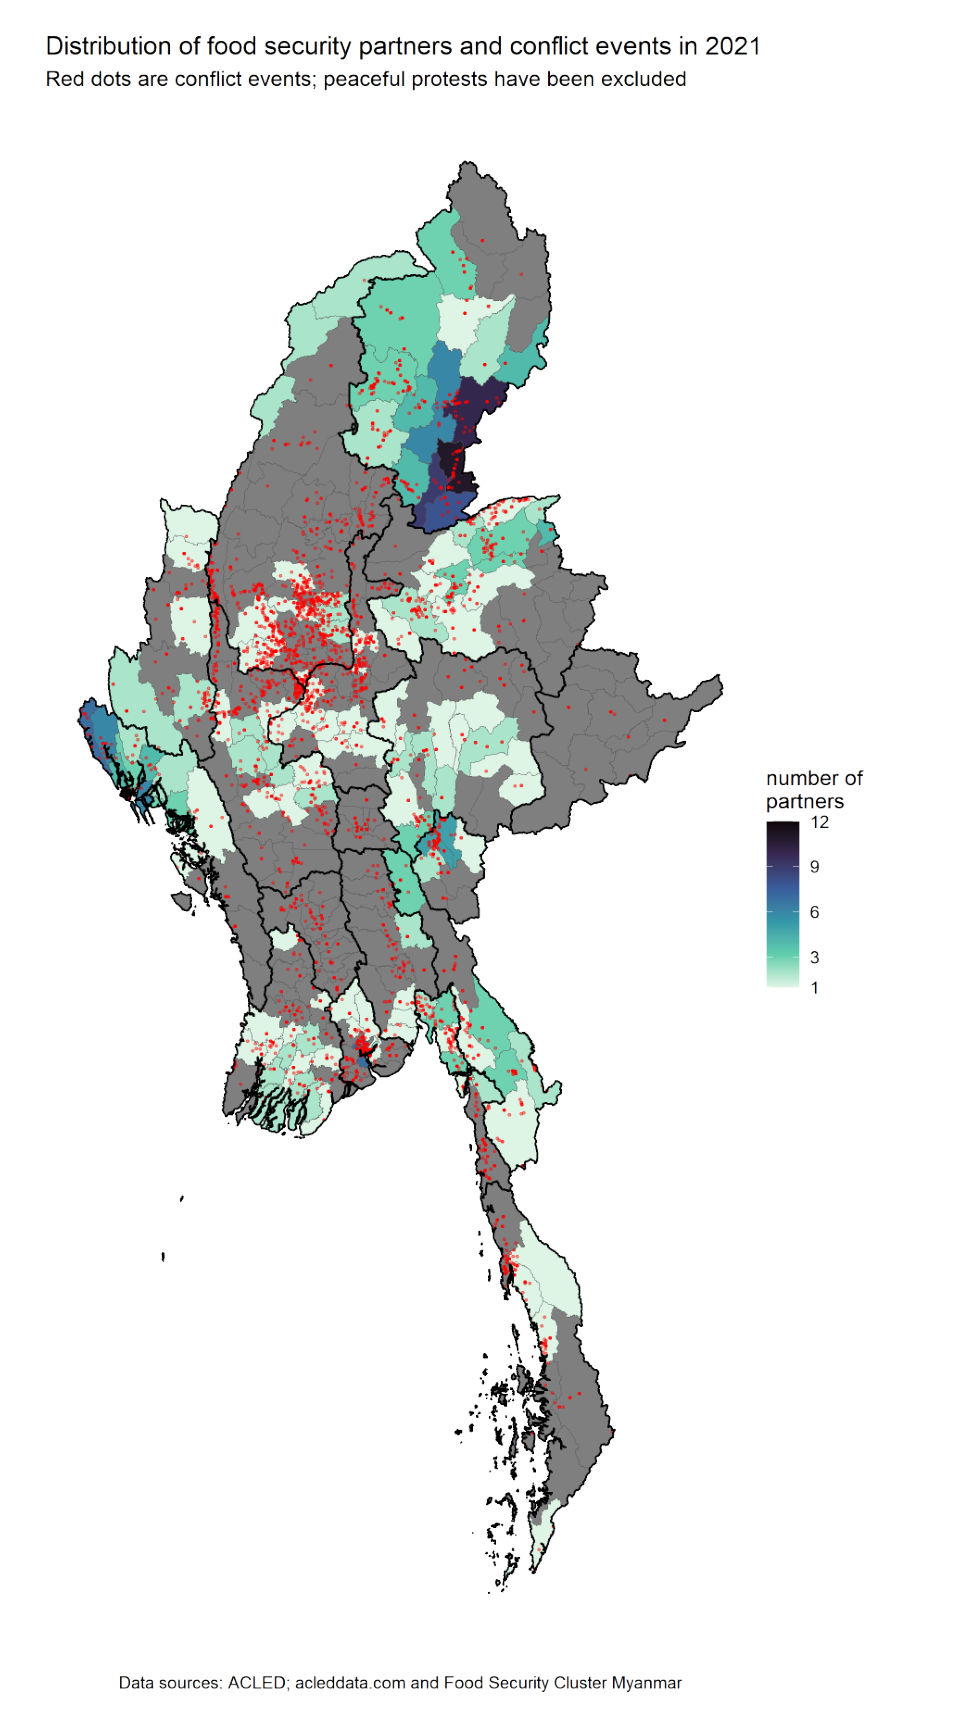 Distribution of food security partners and conflict events in 2021
Red dots are conflict events; peaceful protests have been excluded
number of
partners
12
9
6
3
1
Data sources: ACLED; acleddata.com and Food Security Cluster Myanmar